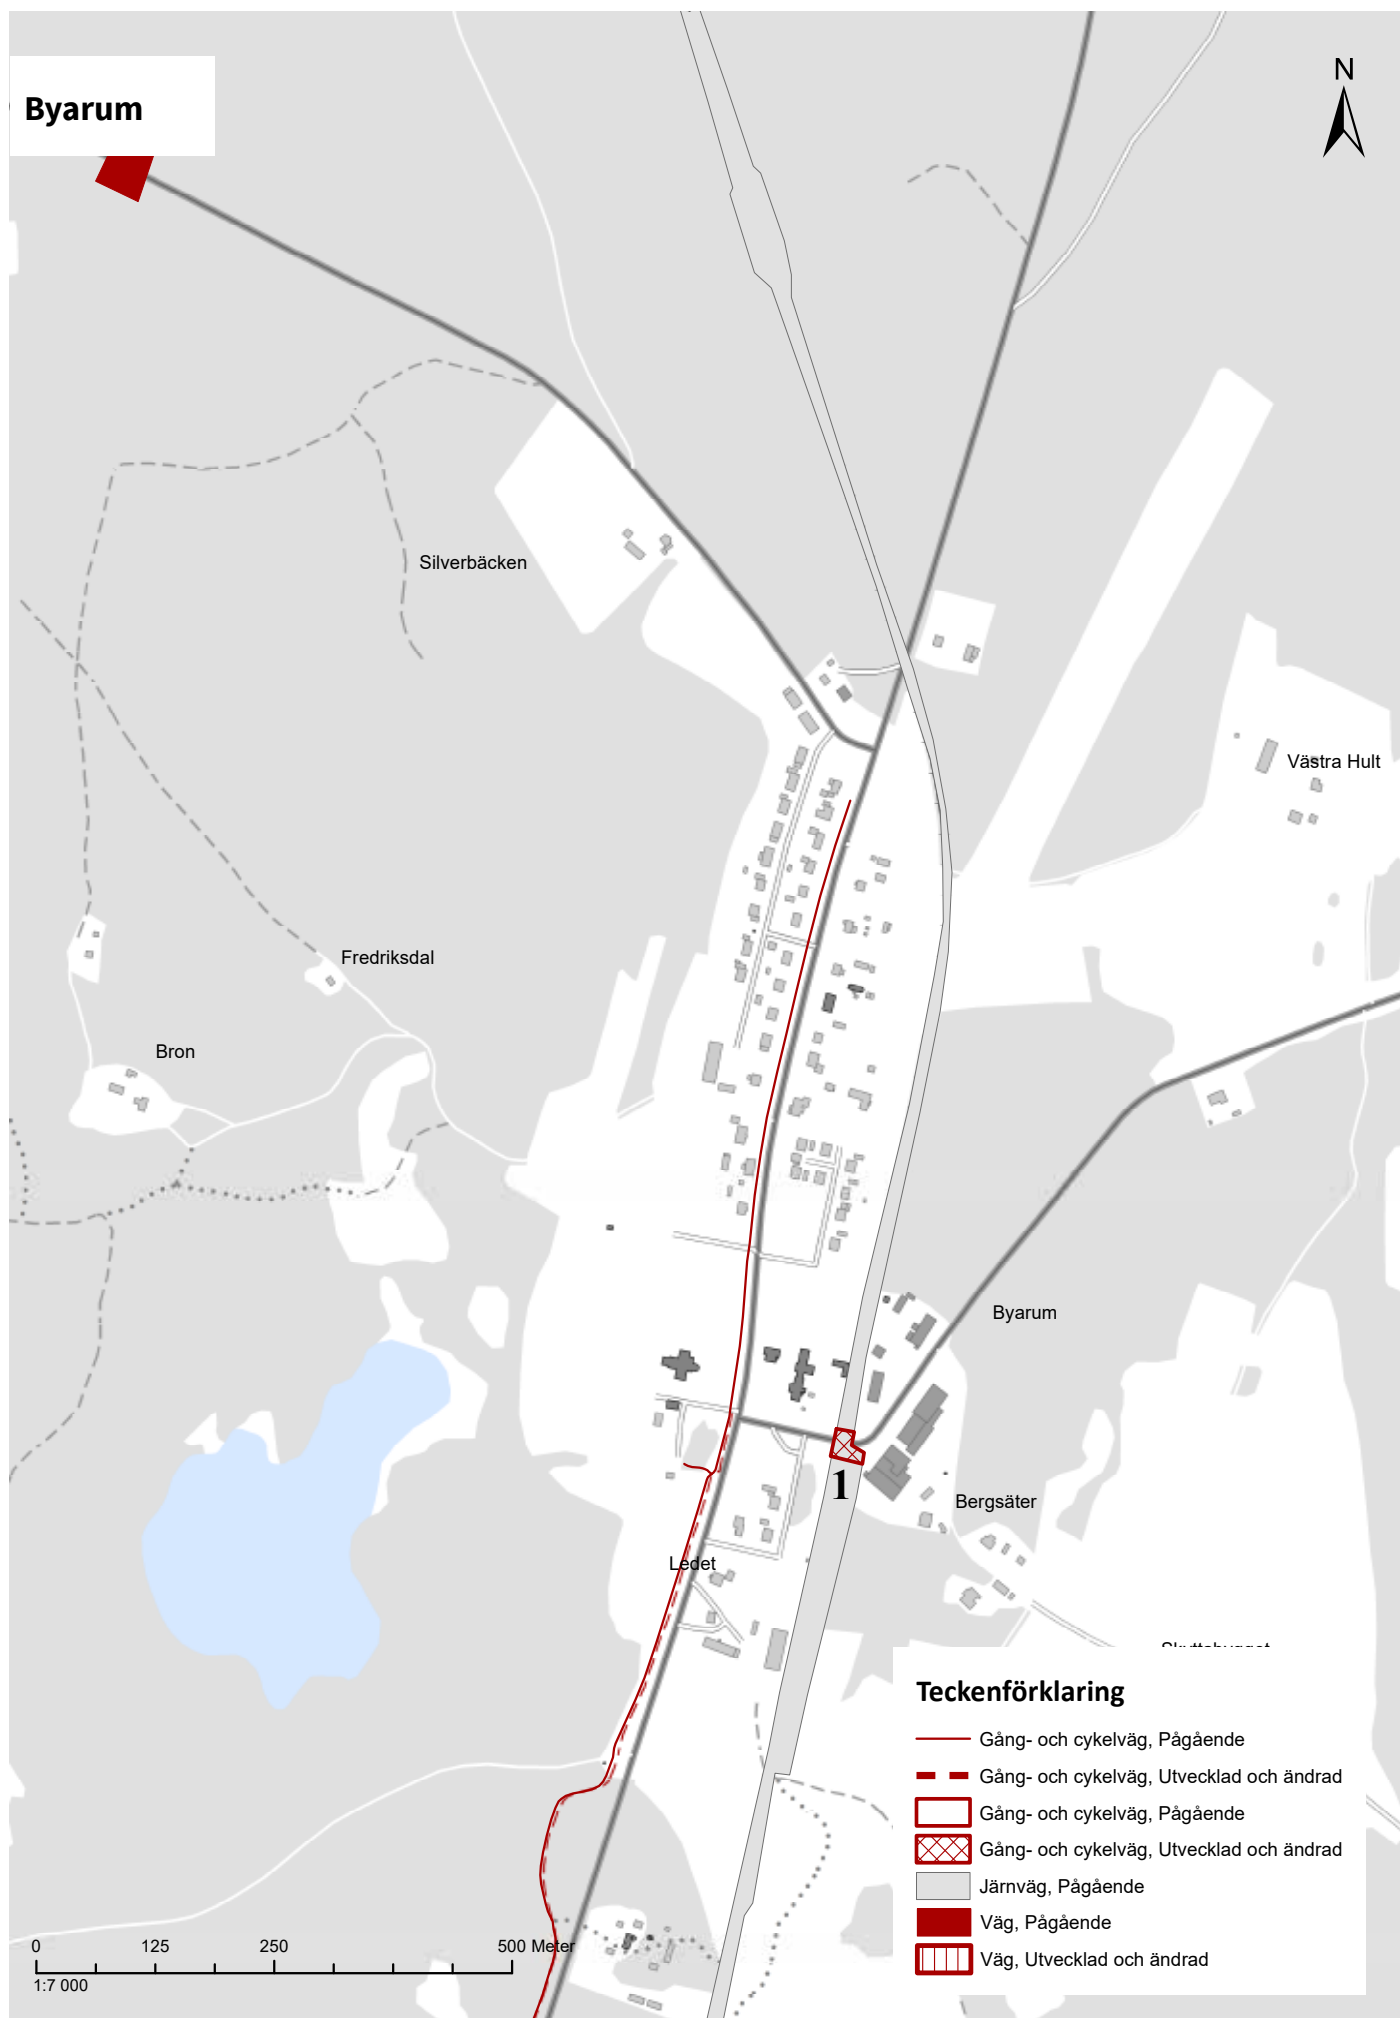 Byarum
N
Silverbäcken
Västra Hult
Fredriksdal
Bron
Byarum
1
Bergsäter
Ledet
Teckenförklaring
Gång- och cykelväg, Pågående
Gång- och cykelväg, Utvecklad och ändrad
Gång- och cykelväg, Pågående
Gång- och cykelväg, Utvecklad och ändrad
Järnväg, Pågående
Väg, Pågående
Väg, Utvecklad och ändrad
0 125 250 500 Meter
1:7 000